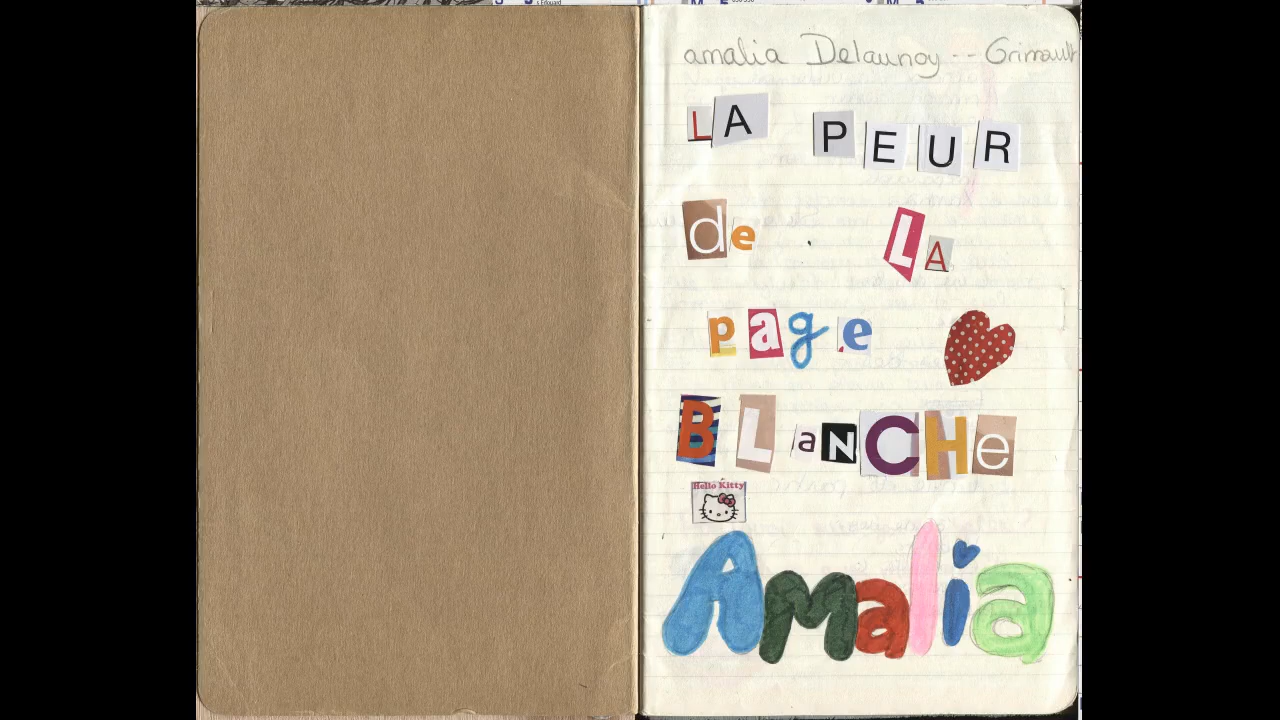 amalia Delaunoy -- Grimault
LA PEUR
de LA
page
BLaNCHe
Hello Kitty
Amalia